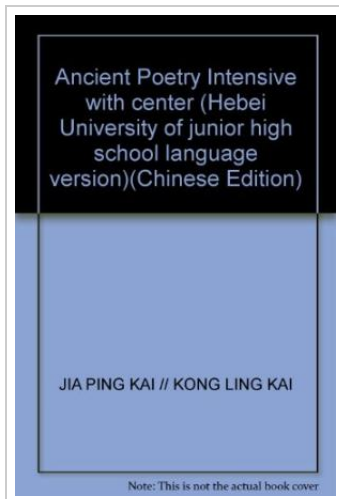 Ancient Poetry Intensive
with center (Hebei
University of junior high
school language
version)(Chinese Edition)
JIA PING KAI // KONG LING KAI
Note: This is not the actual book cover